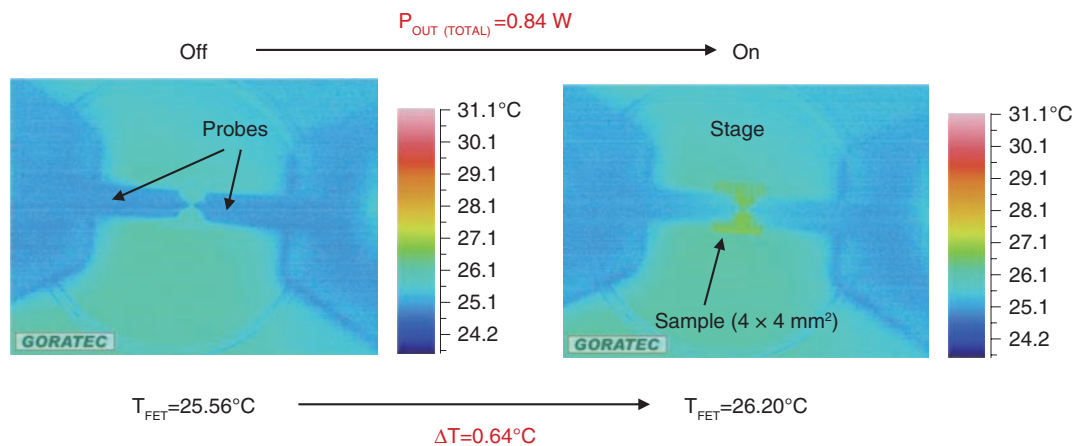 P_OUT (TOTAL)=0.84 W
Off
On
Probes
Stage
Sample (4 × 4 mm²)
GORATEC
31.1°C
30.1
29.1
28.1
27.1
26.1
25.1
24.2
GORATEC
31.1°C
30.1
29.1
28.1
27.1
26.1
25.1
24.2
T_FET=25.56°C
T_FET=26.20°C
ΔT=0.64°C